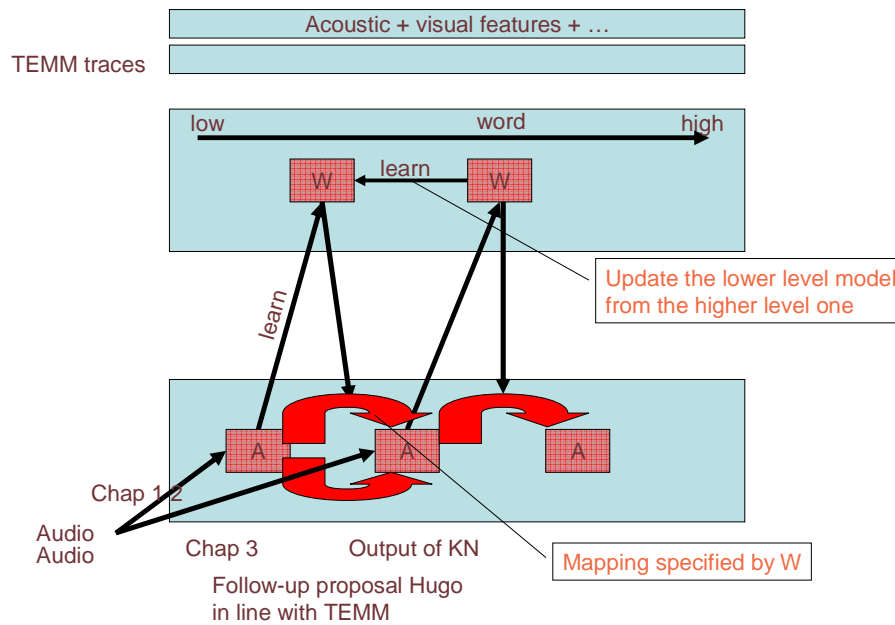 Acoustic + visual features + …
TEMM traces
low
word
high
W
learn
W
Update the lower level model
from the higher level one
learn
A
A
A
Chap 1,2
Audio
Audio
Chap 3
Output of KN
Mapping specified by W
Follow-up proposal Hugo
in line with TEMM